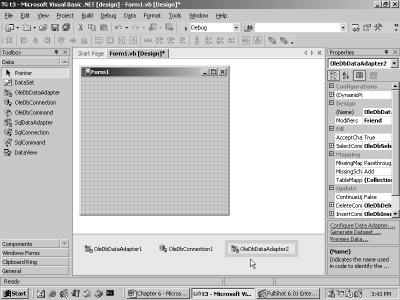 t3 - Microsoft Visual Basic .NET [design] - Form1.vb [Design]*
File Edit View Project Build Debug Data Format Tools Window Help
Debug
Toolbox
Data
Pointer
DataSet
OleDbDataAdapter
OleDbConnection
OleDbCommand
SqlDataAdapter
SqlConnection
SqlCommand
DataView
Components
Windows Forms
Clipboard Ring
General
Start Page Form1.vb [Design]*
Form1
OleDbDataAdapter1
OleDbConnection1
OleDbDataAdapter2
Properties
OleDbDataAdapter2
Configurations
(DynamicPr
Design
(Name) OleDbDat
Modifiers Friend
Fill
AcceptCha True
SelectCom OleDbSele
Mapping
MissingMap Passthroug
MissingSch Add
TableMapp (Collection
Update
ContinueU False
DeleteCom OleDbDele
InsertCom OleDbInse
Configure Data Adapter...
Generate Dataset...
Preview Data...
(Name)
Indicates the name used in code to identify the...
Ready
Start
Chapter 6 - Micros...
t3 - Microsoft Vi...
FullShot 6.01 Enter...
3:43 PM